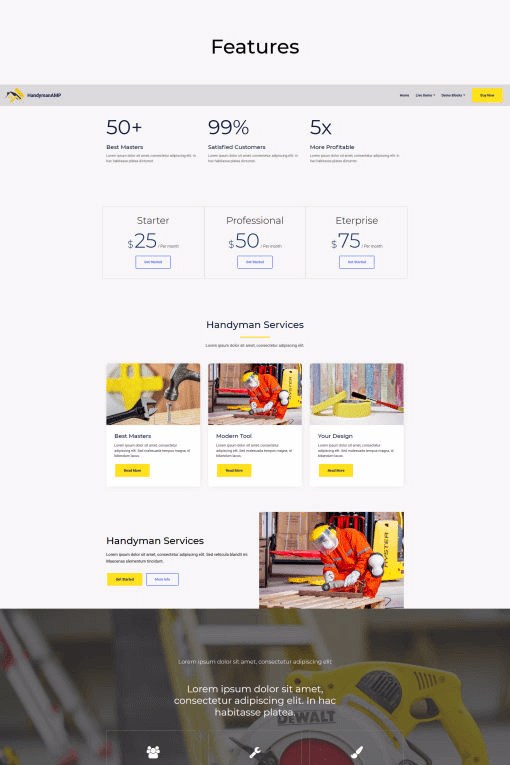 Features
HandymanAMP
Home Live Demo Demo Blocks Buy Now
50+ 99% 5x
Best Masters Satisfied Customers More Profitable
Lorem ipsum dolor sit amet, consectetur adipiscing elit. In Lorem ipsum dolor sit amet, consectetur adipiscing elit. In Lorem ipsum dolor sit amet, consectetur adipiscing elit. In
hac habitasse platea dictumst hac habitasse platea dictumst hac habitasse platea dictumst
Starter Professional Eterprise
$25 / Per month $50 / Per month $75 / Per month
Get Started Get Started Get Started
Handyman Services
Lorem ipsum dolor sit amet, consectetur adipiscing elit.
HYSTER
Best Masters Modern Tool Your Design
Lorem ipsum dolor sit amet, consectetur Lorem ipsum dolor sit amet, consectetur Lorem ipsum dolor sit amet, consectetur
adipiscing elit. Sed malesuada tempus magna, id adipiscing elit. Sed malesuada tempus magna, id adipiscing elit. Sed malesuada tempus magna, id
bibendum lacus. bibendum lacus. bibendum lacus.
Read More Read More Read More
Handyman Services
Lorem ipsum dolor sit amet, consectetur adipiscing elit. Sed vehicula blandit mi
Maecenas elementum tincidunt.
Get Started More Info
HYSTER
Lorem ipsum dolor sit amet, consectetur adipiscing elit
Lorem ipsum dolor sit amet,
consectetur adipiscing elit. In hac
habitasse platea.
DEWALT